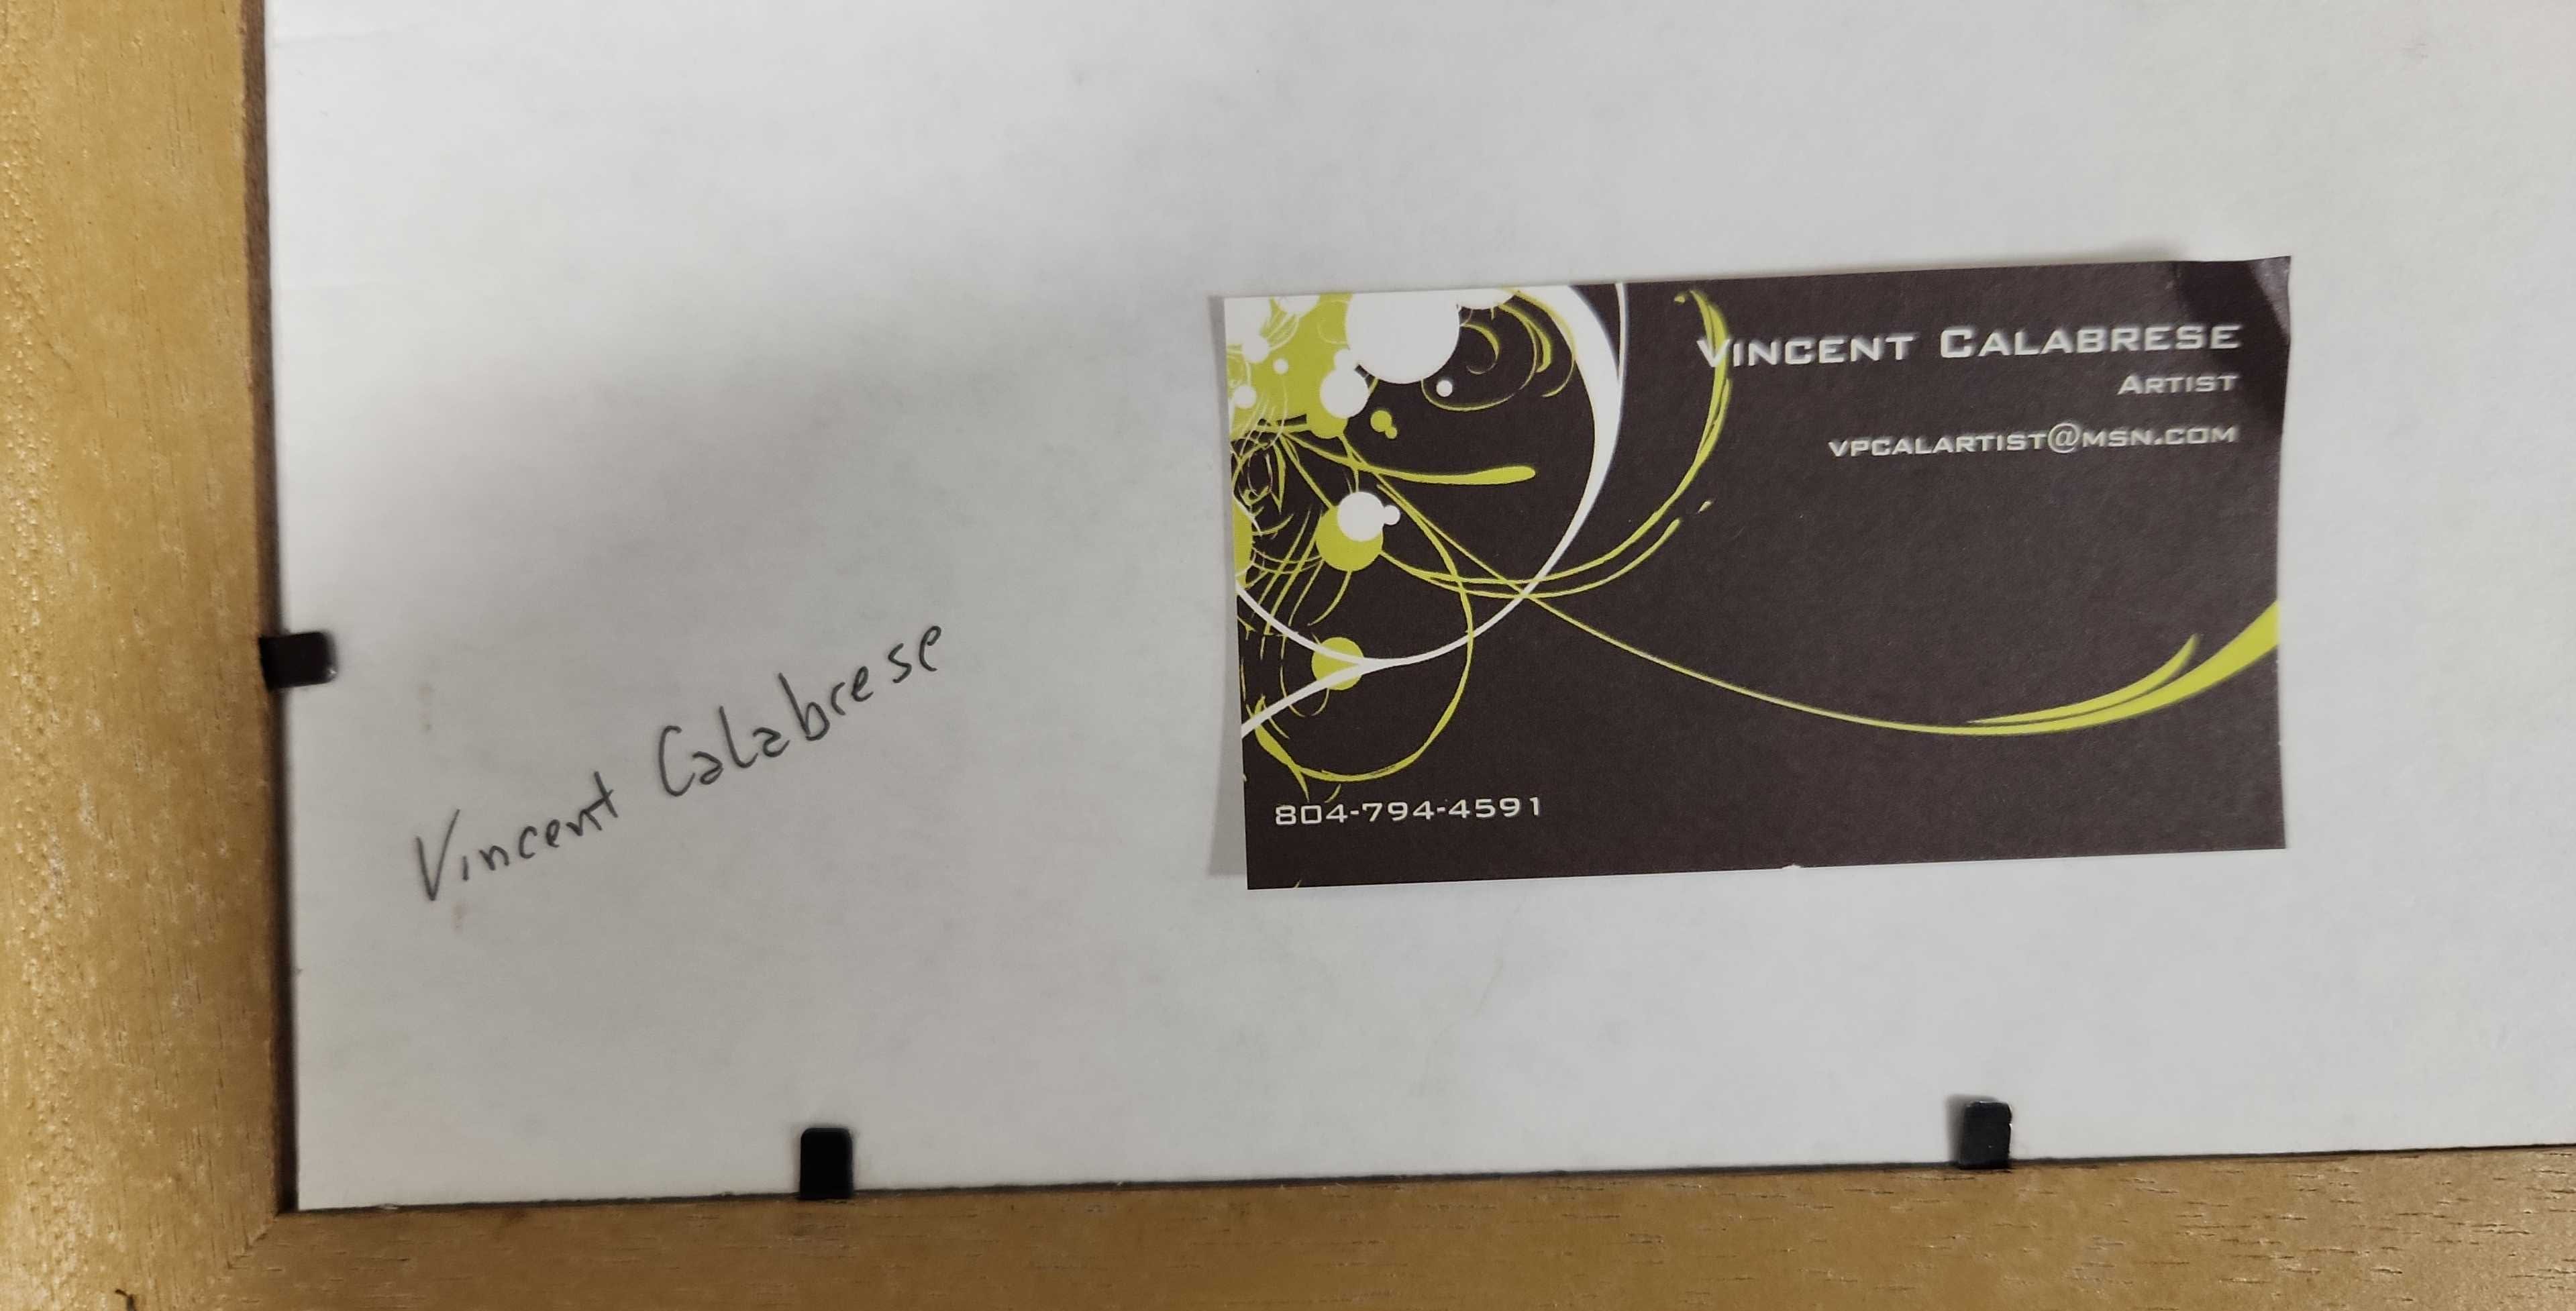 Vincent Calabrese
VINCENT CALABRESE
ARTIST
VPCALARTIST@MSN.COM
804-794-4591